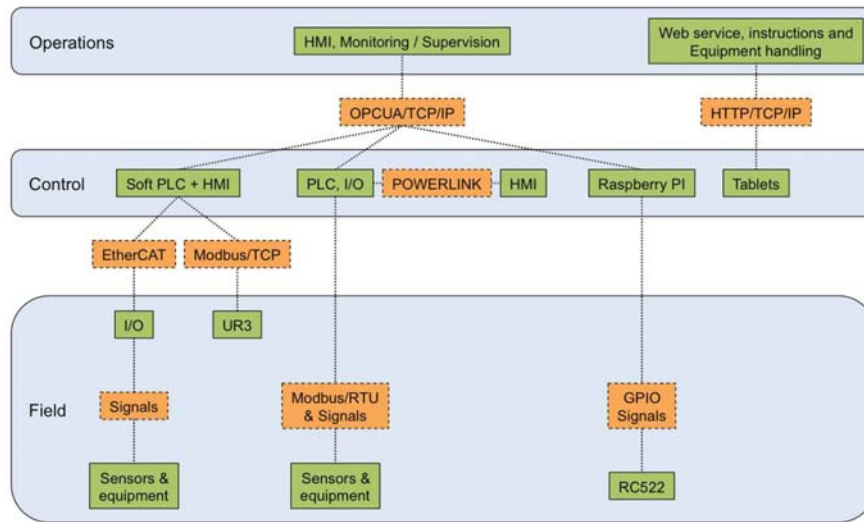 Operations
HMI, Monitoring / Supervision
Web service, instructions and
Equipment handling
OPCUA/TCP/IP
HTTP/TCP/IP
Control
Soft PLC + HMI
PLC, I/O
POWERLINK
HMI
Raspberry PI
Tablets
EtherCAT
Modbus/TCP
I/O
UR3
Field
Signals
Modbus/RTU
& Signals
GPIO
Signals
Sensors &
equipment
Sensors &
equipment
RC522